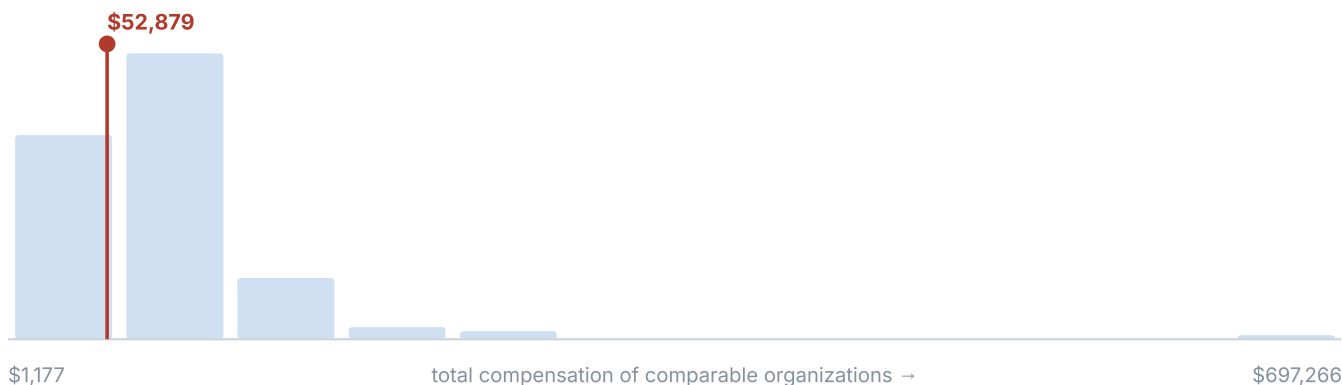 $52,879
$1,177
total compensation of comparable organizations →
$697,266